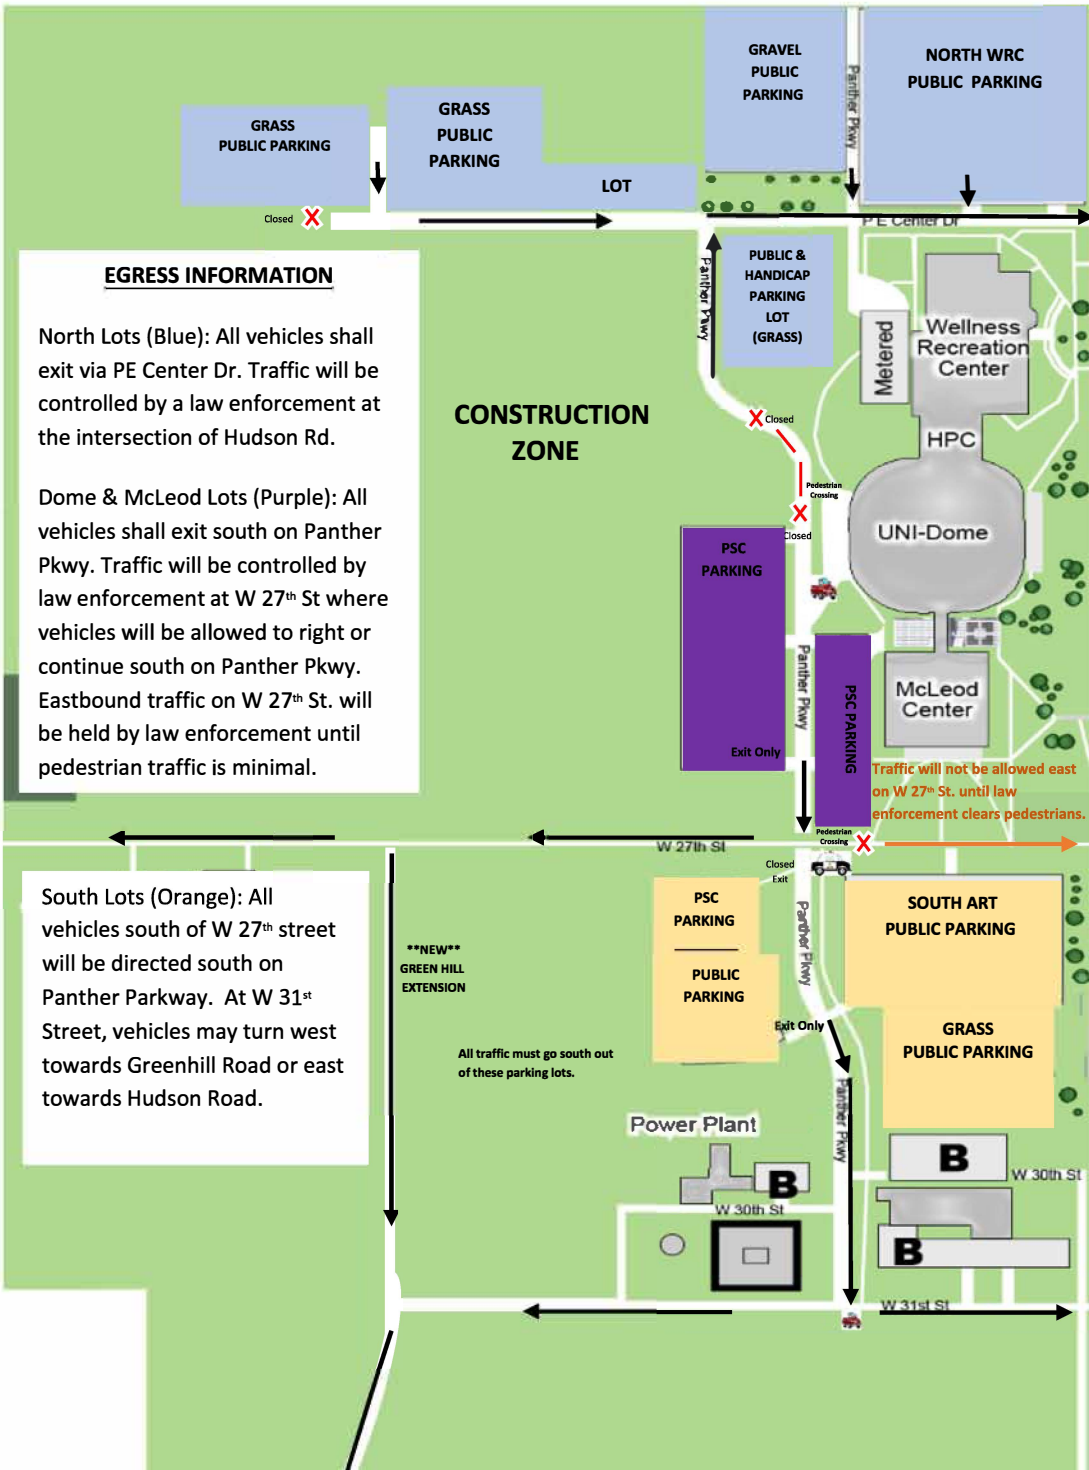 GRAVEL
PUBLIC
PARKING
Panther Pkwy
NORTH WRC
PUBLIC PARKING
GRASS
PUBLIC PARKING
GRASS
PUBLIC
PARKING
LOT
Closed
P E Center Dr
EGRESS INFORMATION
North Lots (Blue): All vehicles shall
exit via PE Center Dr. Traffic will be
controlled by a law enforcement at
the intersection of Hudson Rd.
Dome & McLeod Lots (Purple): All
vehicles shall exit south on Panther
Pkwy. Traffic will be controlled by
law enforcement at W 27th St where
vehicles will be allowed to right or
continue south on Panther Pkwy.
Eastbound traffic on W 27th St. will
be held by law enforcement until
pedestrian traffic is minimal.
Panther Pkwy
PUBLIC &
HANDICAP
PARKING
LOT
(GRASS)
Metered
Wellness
Recreation
Center
CONSTRUCTION
ZONE
Closed
HPC
Pedestrian
Crossing
Closed
UNI-Dome
PSC
PARKING
Panther Pkwy
PSC PARKING
McLeod
Center
Exit Only
Traffic will not be allowed east
on W 27th St. until law
enforcement clears pedestrians.
W 27th St
Pedestrian
Crossing
Closed
Exit
South Lots (Orange): All
vehicles south of W 27th street
will be directed south on
Panther Parkway. At W 31st
Street, vehicles may turn west
towards Greenhill Road or east
towards Hudson Road.
**NEW**
GREEN HILL
EXTENSION
PSC
PARKING
PUBLIC
PARKING
Panther Pkwy
SOUTH ART
PUBLIC PARKING
Exit Only
GRASS
PUBLIC PARKING
All traffic must go south out
of these parking lots.
Panther Pkwy
Power Plant
B
B
W 30th St
W 30th St
B
W 31st St